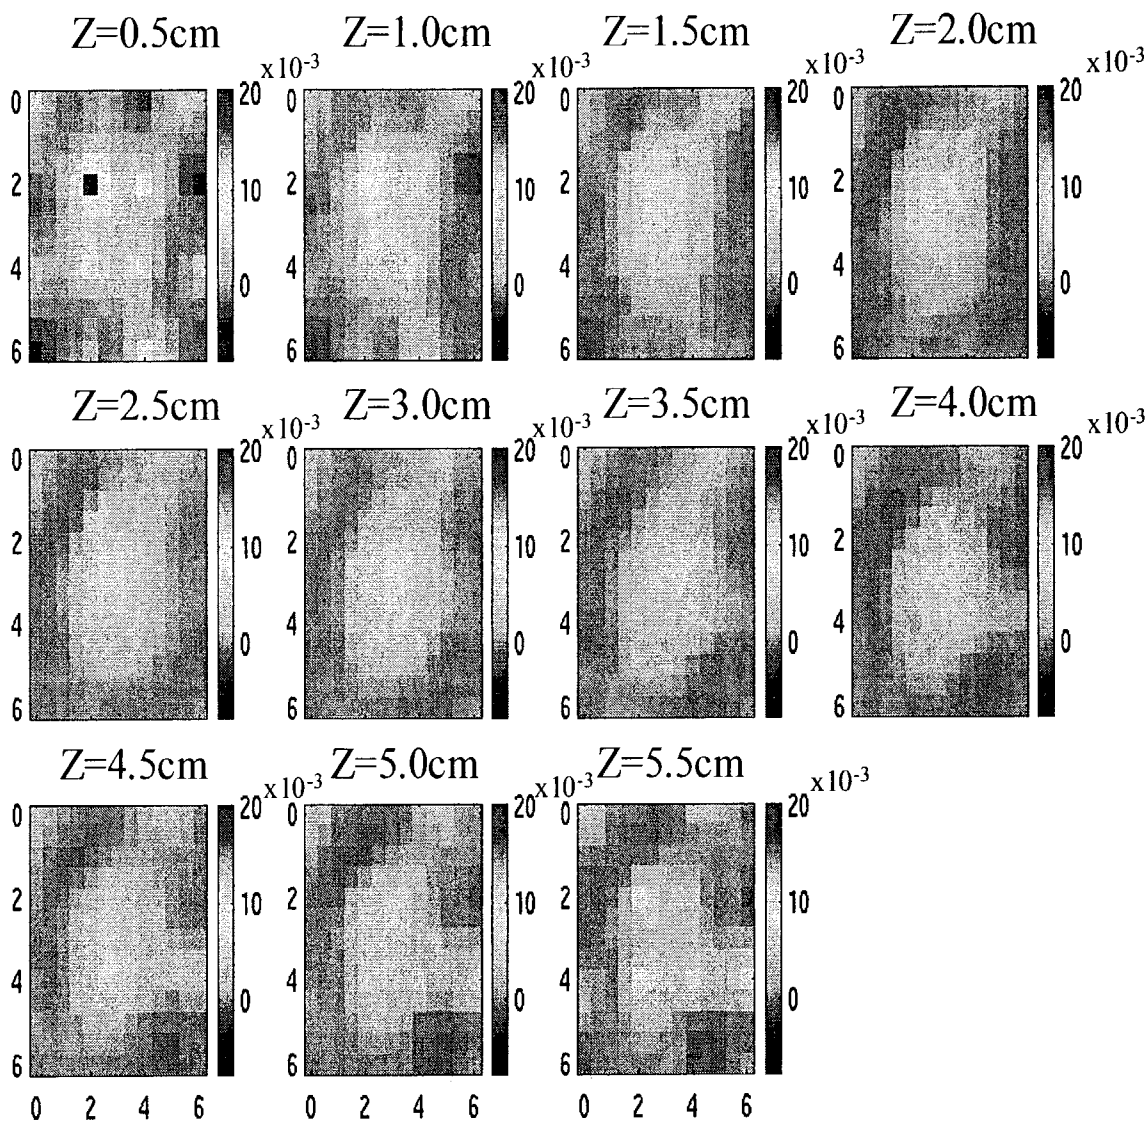 Z=0.5cm Z=1.0cm Z=1.5cm Z=2.0cm
x10-3 x10-3 x10-3 x10-3
0 20 0 20 0 20 0 20
2 10 2 10 2 10 2 10
4 0 4 0 4 0 4 0
6 6 6 6
Z=2.5cm Z=3.0cm Z=3.5cm Z=4.0cm
x10-3 x10-3 x10-3 x10-3
0 20 0 20 0 20 0 20
2 10 2 10 2 10 2 10
4 0 4 0 4 0 4 0
6 6 6 6
Z=4.5cm Z=5.0cm Z=5.5cm
x10-3 x10-3 x10-3
0 20 0 20 0 20
2 10 2 10 2 10
4 0 4 0 4 0
6 6 6
0 2 4 6 0 2 4 6 0 2 4 6